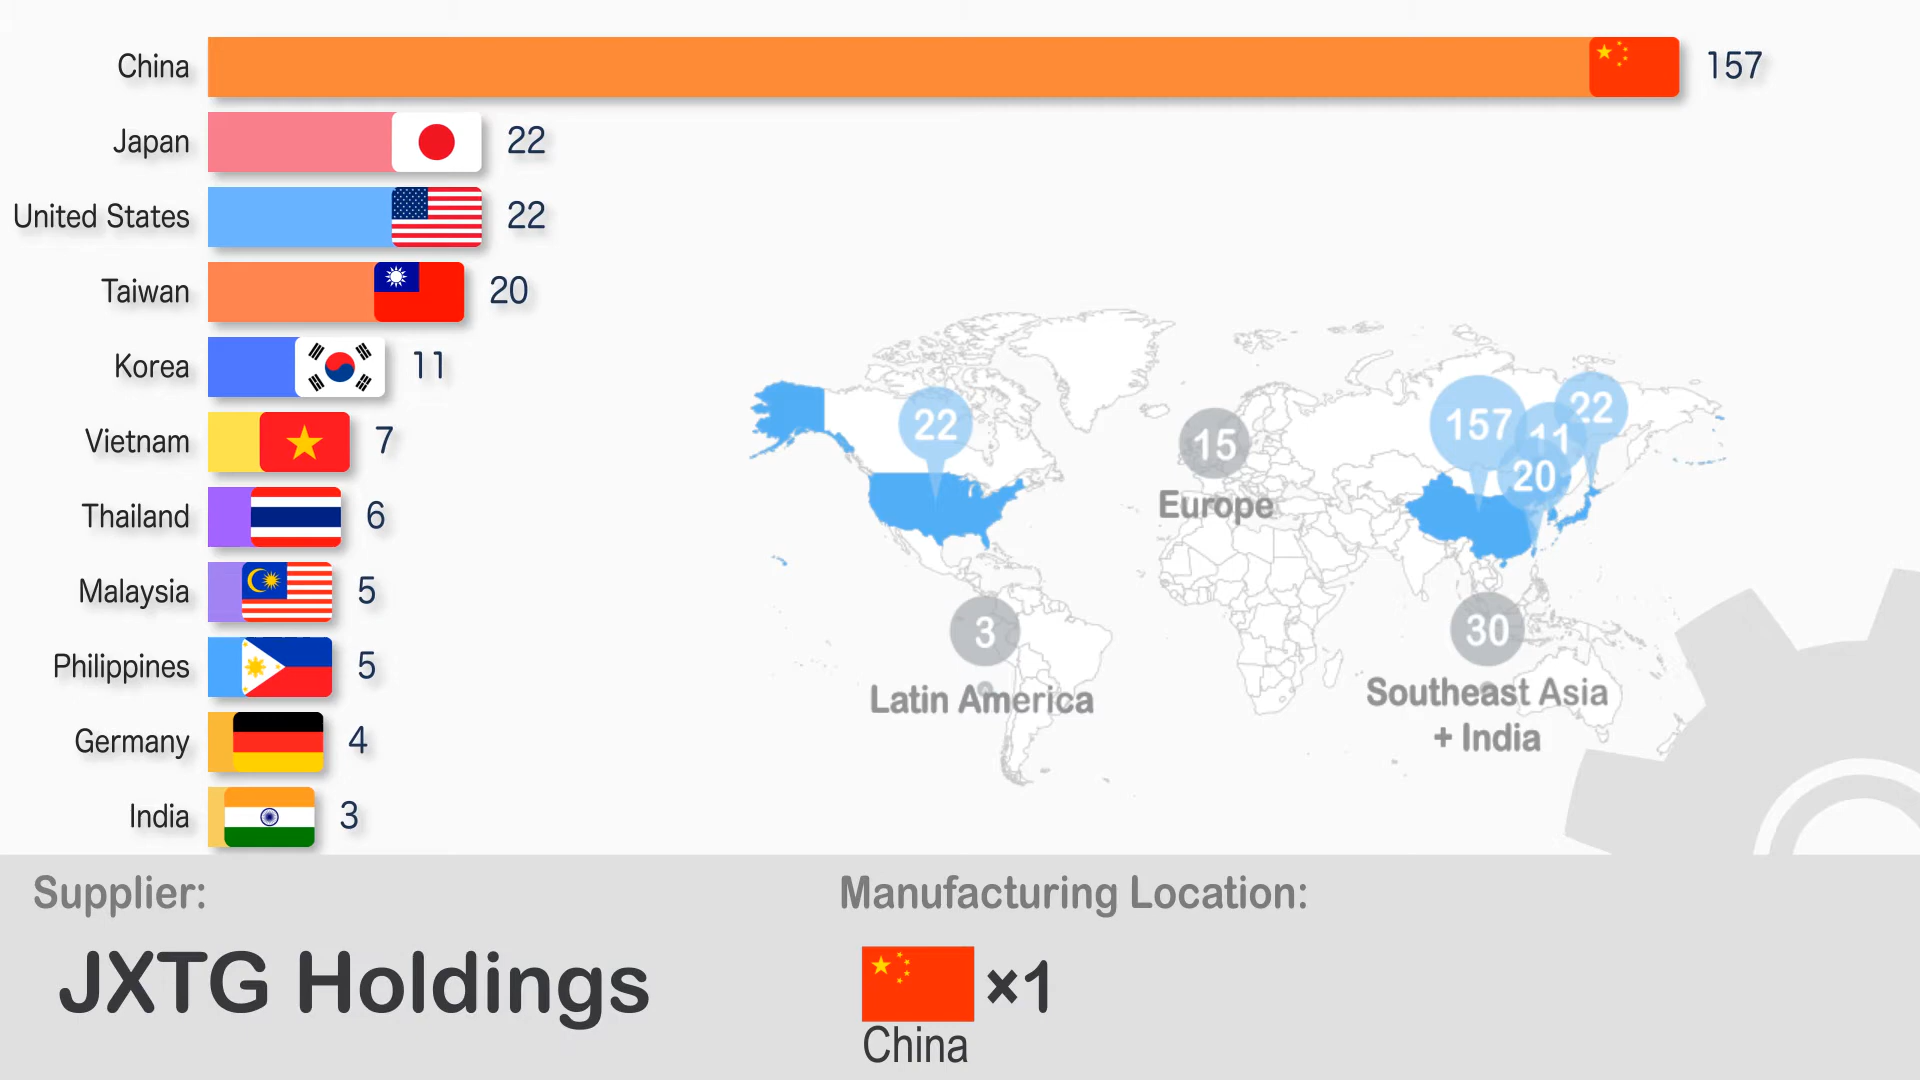 China 157
Japan 22
United States 22
Taiwan 20
Korea 11
Vietnam 7
Thailand 6
Malaysia 5
Philippines 5
Germany 4
India 3
22
15
Europe
157
11
22
20
3
Latin America
30
Southeast Asia
+ India
Supplier:
JXTG Holdings
Manufacturing Location:
×1
China